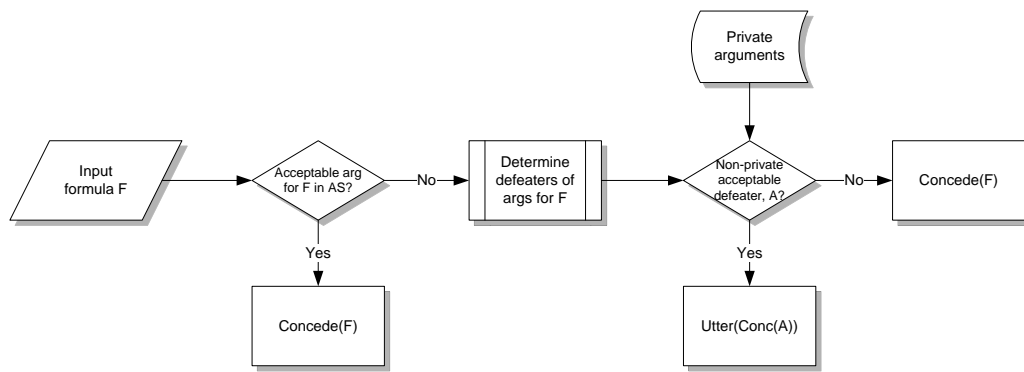 Private
arguments
Input
formula F
Acceptable arg
for F in AS?
No
Determine
defeaters of
args for F
Non-private
acceptable
defeater, A?
No
Concede(F)
Yes
Yes
Concede(F)
Utter(Conc(A))